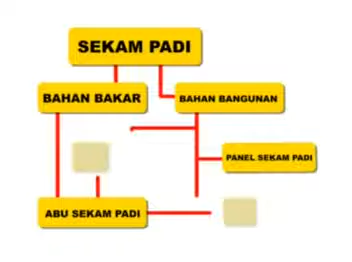 SEKAM PADI
BAHAN BAKAR
BAHAN BANGUNAN
PANEL SEKAM PADI
ABU SEKAM PADI